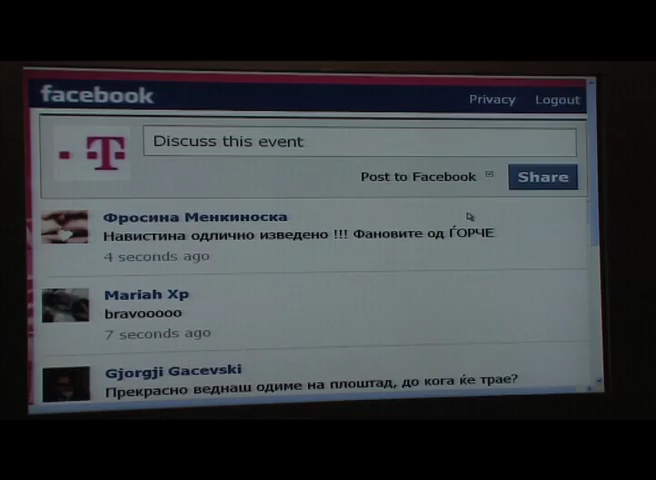 facebook
Privacy Logout
T
Discuss this event
Post to Facebook
Share
Фросина Менкиноска
Навистина одлично изведено !!! Фановите од ЃОРЧЕ
4 seconds ago
Mariah Xp
bravooooo
7 seconds ago
Gjorgji Gacevski
Прекрасно веднаш одиме на плоштад, до кога ќе трае?